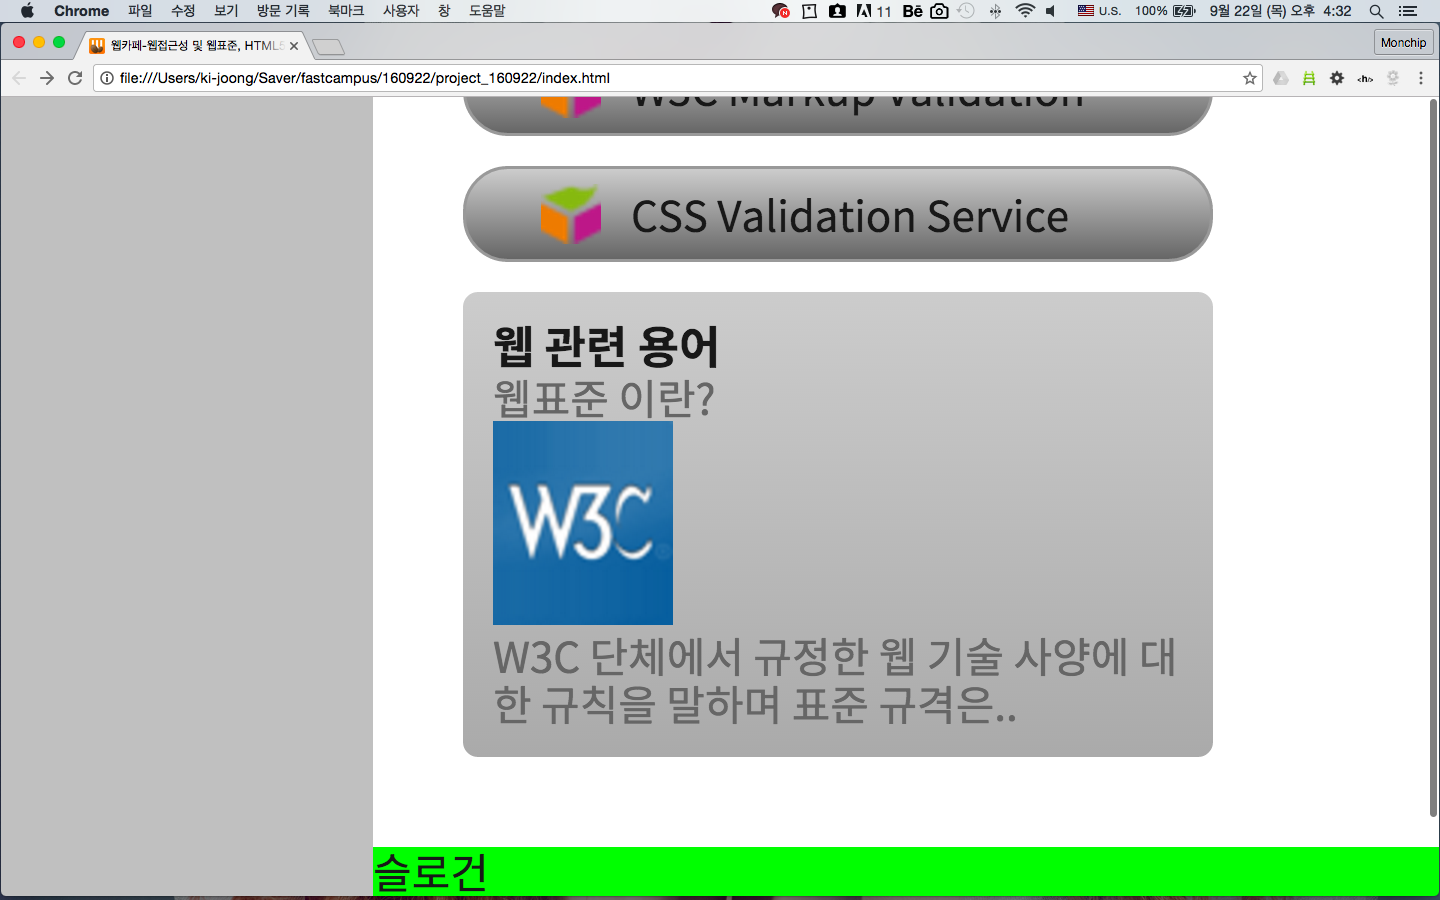 Chrome 파일 수정 보기 방문 기록 북마크 사용자 창 도움말 11 Bē U.S. 100% 9월 22일 (목) 오후 4:32
웹카페-웹접근성 및 웹표준, HTML5
Monchip
file:///Users/ki-joong/Saver/fastcampus/160922/project_160922/index.html
<h/>
W3C Markup Validation
CSS Validation Service
웹 관련 용어
웹표준 이란?
W3C
W3C 단체에서 규정한 웹 기술 사양에 대
한 규칙을 말하며 표준 규격은..
슬로건